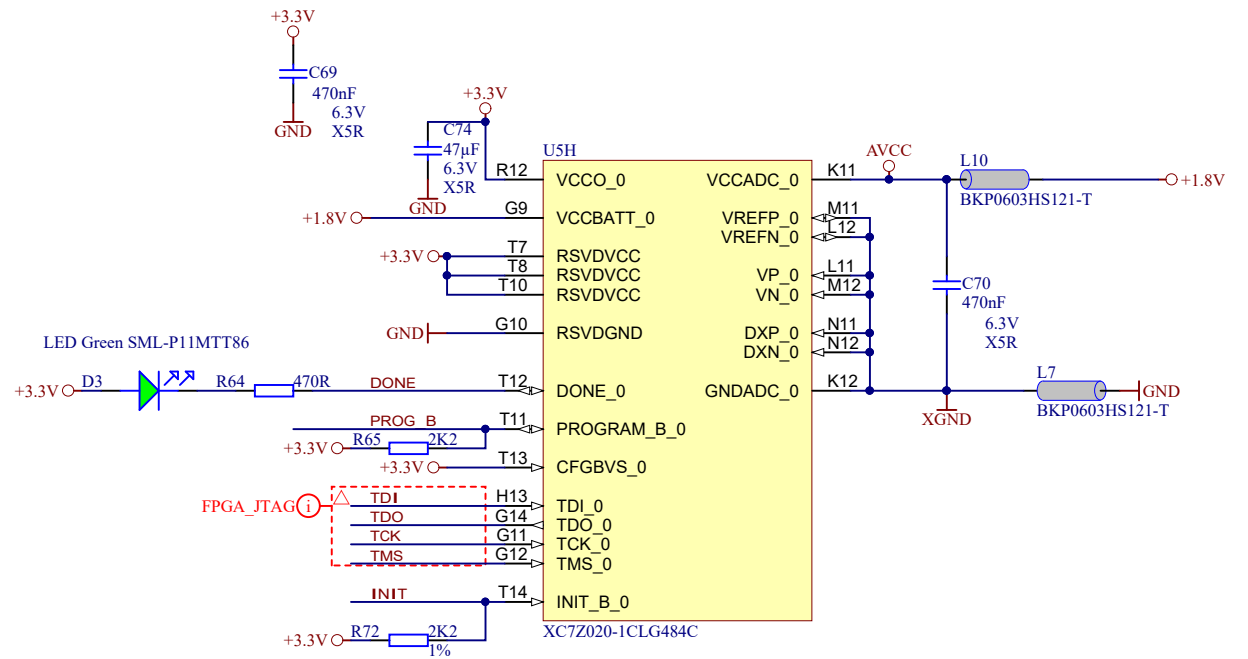 +3.3V
C69
470nF
6.3V
X5R
GND
+3.3V
C74
47µF
6.3V
X5R
GND
U5H
R12
VCCO_0
+1.8V
G9
VCCBATT_0
+3.3V
T7
RSVDVCC
T8
RSVDVCC
T10
RSVDVCC
GND
G10
RSVDGND
LED Green SML-P11MTT86
+3.3V
D3
R64
470R
DONE
T12
DONE_0
PROG_B
T11
PROGRAM_B_0
+3.3V
R65
2K2
+3.3V
T13
CFGBVS_0
FPGA_JTAG
i
TDI
H13
TDI_0
TDO
G14
TDO_0
TCK
G11
TCK_0
TMS
G12
TMS_0
INIT
T14
INIT_B_0
+3.3V
R72
2K2
1%
XC7Z020-1CLG484C
VCCADC_0
K11
AVCC
L10
BKP0603HS121-T
+1.8V
VREFP_0
M11
VREFN_0
L12
VP_0
L11
VN_0
M12
DXP_0
N11
DXN_0
N12
GNDADC_0
K12
C70
470nF
6.3V
X5R
XGND
L7
BKP0603HS121-T
GND